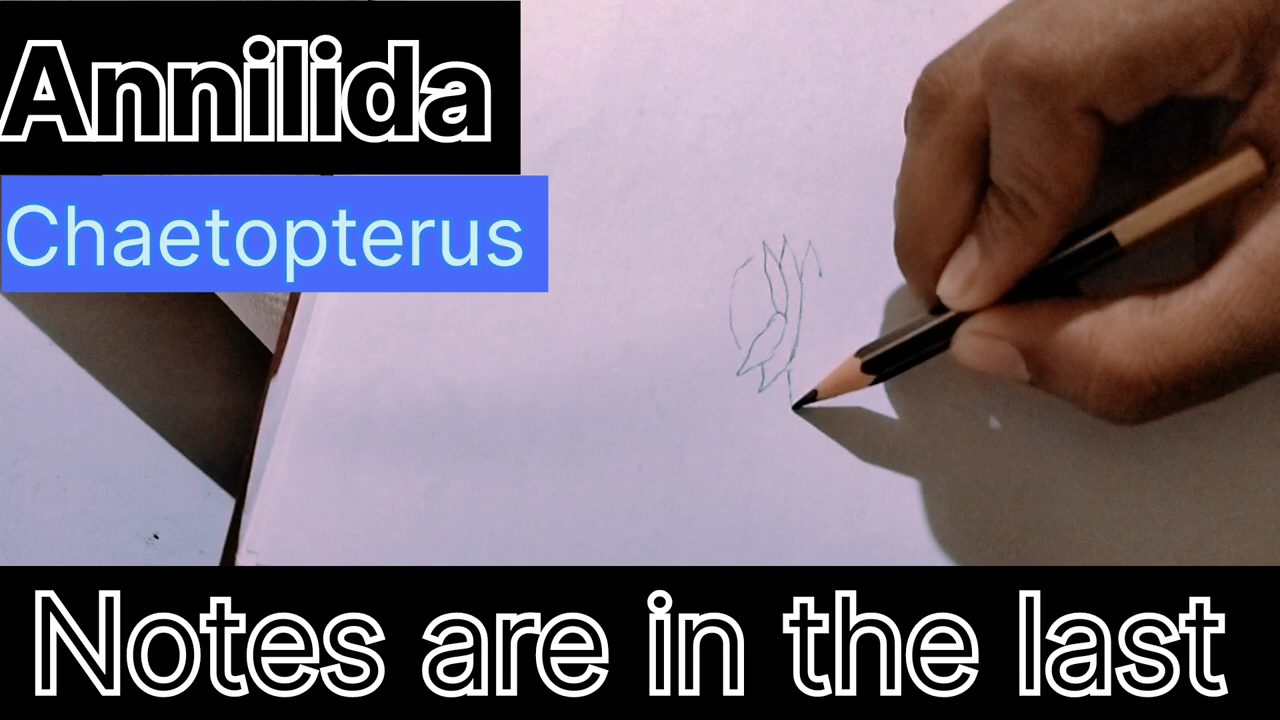 Annilida
Chaetopterus
Notes are in the last